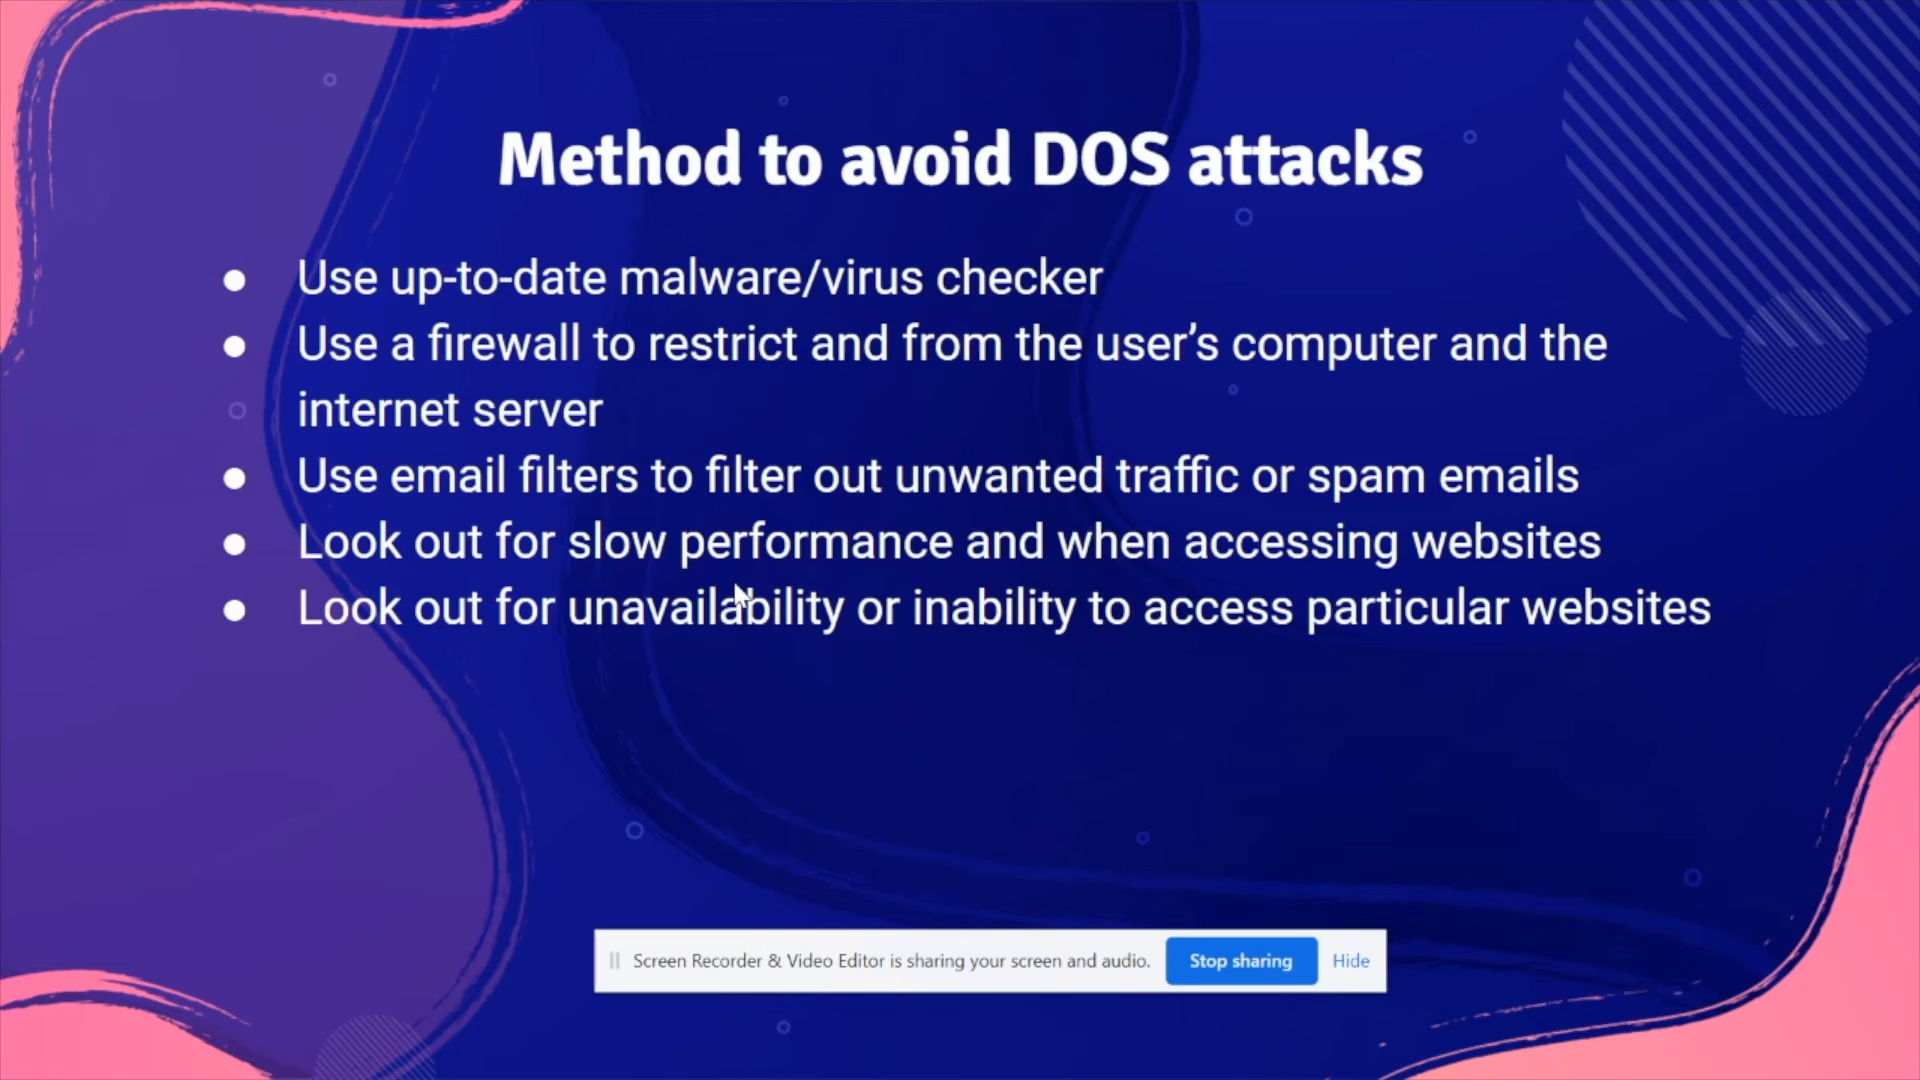 Method to avoid DOS attacks
● Use up-to-date malware/virus checker
● Use a firewall to restrict and from the user’s computer and the
internet server
● Use email filters to filter out unwanted traffic or spam emails
● Look out for slow performance and when accessing websites
● Look out for unavailability or inability to access particular websites
Screen Recorder & Video Editor is sharing your screen and audio. Stop sharing Hide